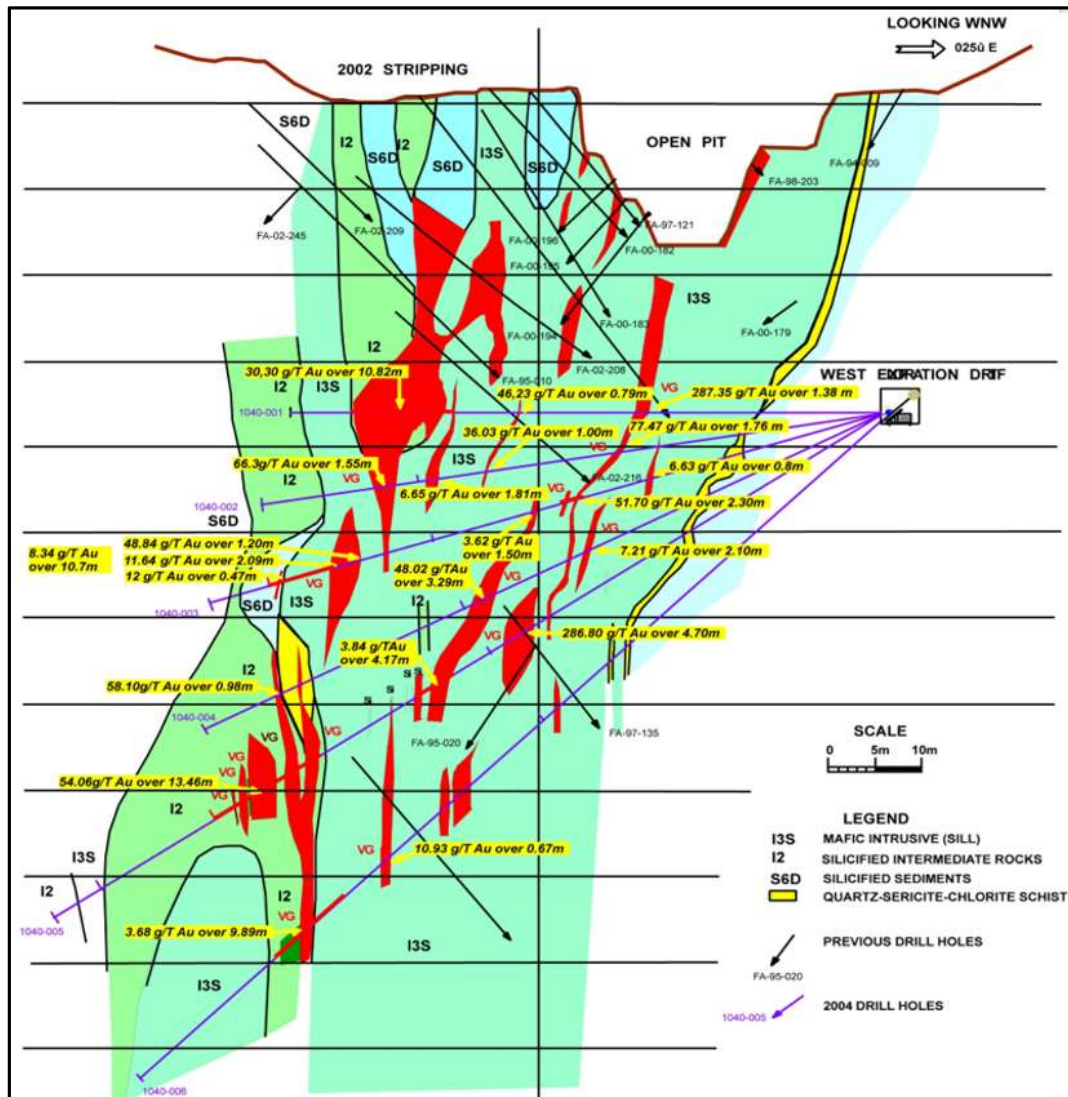 LOOKING WNW
025û E
2002 STRIPPING
S6D
I2
S6D
I2
S6D
I3S
S6D
OPEN PIT
FA-98-203
FA-02-245
FA-02-209
FA-00-196
FA-97-121
FA-00-182
FA-00-195
I3S
FA-00-194
FA-00-183
FA-00-179
I2
FA-02-208
30,30 g/T Au over 10.82m
I2
I3S
FA-95-010
46,23 g/T Au over 0.79m
VG
287.35 g/T Au over 1.38 m
1040-001
36.03 g/T Au over 1.00m
77.47 g/T Au over 1.76 m
I3S
VG
66.3g/T Au over 1.55m
VG
I2
6.63 g/T Au over 0.8m
FA-02-216
6.65 g/T Au over 1.81m
VG
51.70 g/T Au over 2.30m
1040-002
S6D
VG
48.84 g/T Au over 1.20m
3.62 g/T Au
over 1.50m
8.34 g/T Au
over 10.7m
11.64 g/T Au over 2.09m
7.21 g/T Au over 2.10m
12 g/T Au over 0.47m
VG
48.02 g/TAu
over 3.29m
VG
1040-003
S6D
I3S
I2
VG
286.80 g/T Au over 4.70m
3.84 g/TAu
over 4.17m
I2
58.10g/T Au over 0.98m
Si
Si
Si
Si
1040-004
VG
VG
VG
FA-95-020
FA-97-135
SCALE
0 5m 10m
VG
54.06g/T Au over 13.46m
VG
I2
LEGEND
I3S MAFIC INTRUSIVE (SILL)
I2 SILICIFIED INTERMEDIATE ROCKS
S6D SILICIFIED SEDIMENTS
QUARTZ-SERICITE-CHLORITE SCHIST
VG
10.93 g/T Au over 0.67m
I3S
I2
1040-005
I2
VG
3.68 g/T Au over 9.89m
I3S
I3S
PREVIOUS DRILL HOLES
FA-95-020
2004 DRILL HOLES
1040-005
1040-006